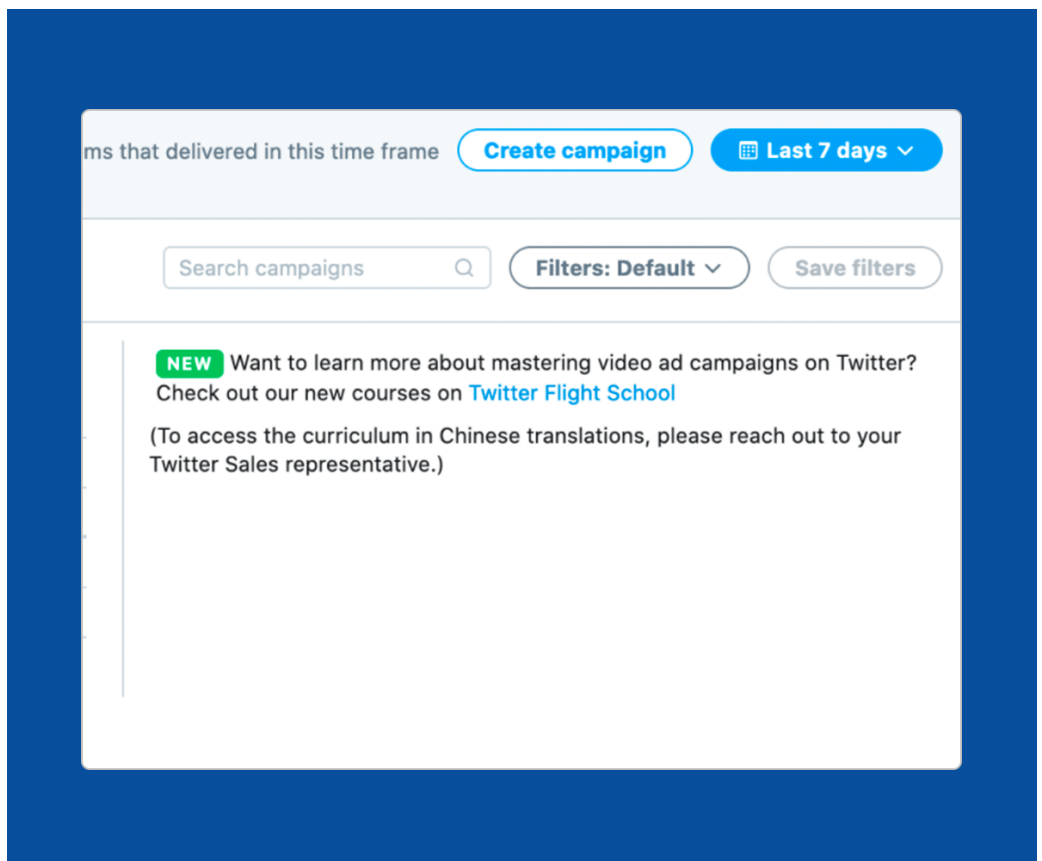 ms that delivered in this time frame Create campaign Last 7 days
Search campaigns Filters: Default Save filters
NEW Want to learn more about mastering video ad campaigns on Twitter?
Check out our new courses on Twitter Flight School
(To access the curriculum in Chinese translations, please reach out to your
Twitter Sales representative.)